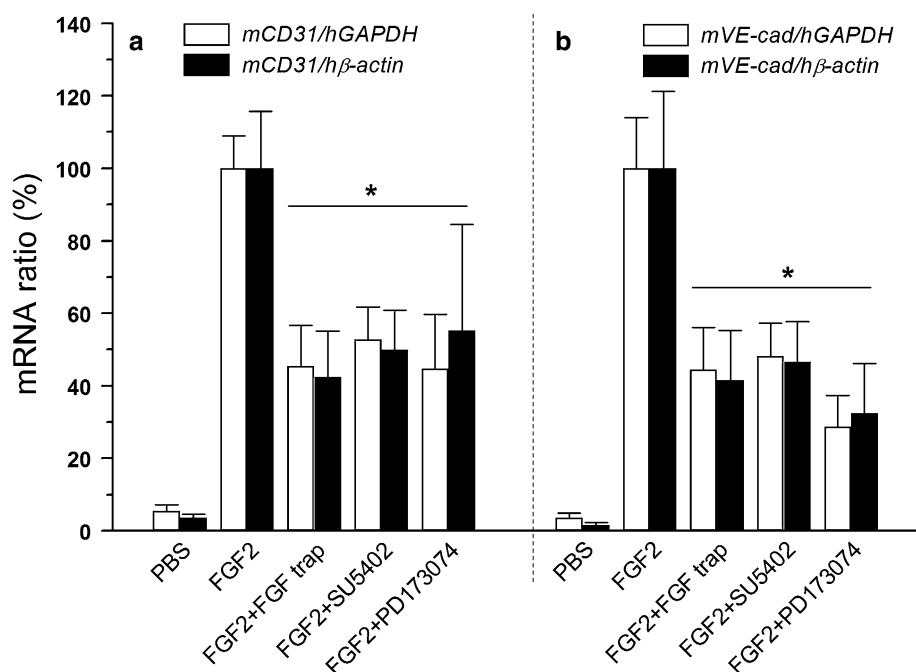 mRNA ratio (%)
140
120
100
80
60
40
20
0
a
mCD31/hGAPDH
mCD31/hβ-actin
*
PBS
FGF2
FGF2+FGF trap
FGF2+SU5402
FGF2+PD173074
b
mVE-cad/hGAPDH
mVE-cad/hβ-actin
*
PBS
FGF2
FGF2+FGF trap
FGF2+SU5402
FGF2+PD173074